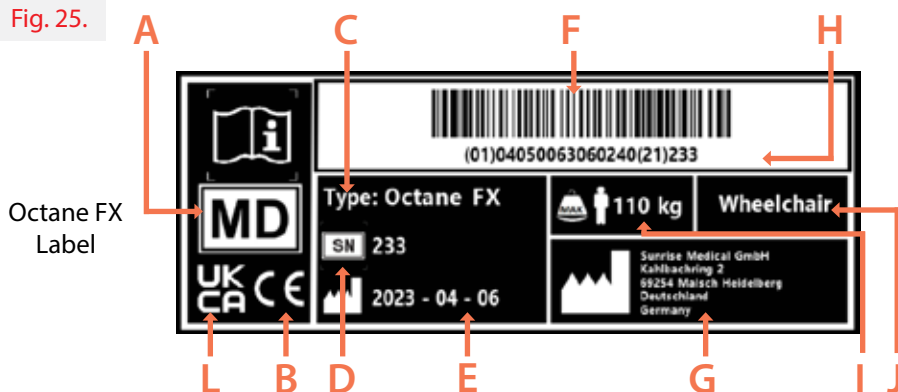 Fig. 25.
A
C
F
H
(01)04050063060240(21)233
Octane FX
Label
MD
UK
CA
CE
Type: Octane FX
SN 233
2023 - 04 - 06
MAX
110 kg
Wheelchair
Sunrise Medical GmbH
Kahlbachring 2
69254 Malsch Heidelberg
Deutschland
Germany
L
B
D
E
G
I
J